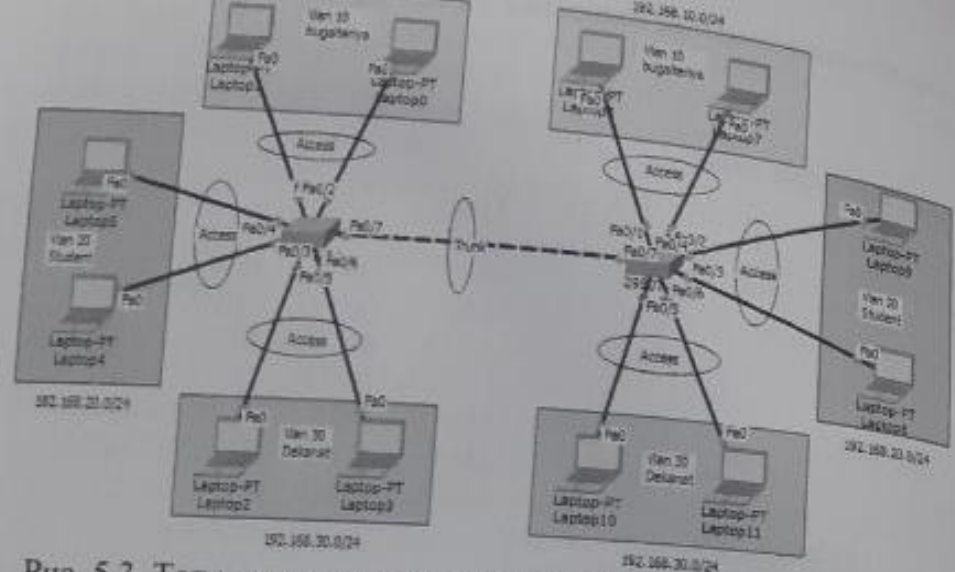 Vlan 10
bugalterya
Fa0
Fa0
Laptop-PT
Laptop0
Access
192.168.10.0/24
Vlan 10
bugalterya
Fa0
Fa0
Laptop7
Access
Fa0
Laptop-PT
Laptop5
Vlan 20
Student
Fa0
Laptop-PT
Laptop4
192.168.20.0/24
Access
Fa0/2
Fa0/4
Fa0/7
Fa0/3
Fa0/6
Fa0/5
Trunk
Fa0/1
Fa0/2
Fa0/3
Fa0/6
Fa0/5
Access
Fa0
Laptop-PT
Vlan 20
Student
Fa0
Laptop-PT
192.168.20.0/24
Access
Fa0
Vlan 30
Dekanat
Fa0
Laptop-PT
Laptop2
Laptop-PT
Laptop3
192.168.30.0/24
Access
Fa0
Vlan 30
Dekanat
Fa0
Laptop-PT
Laptop10
Laptop-PT
Laptop11
192.168.30.0/24